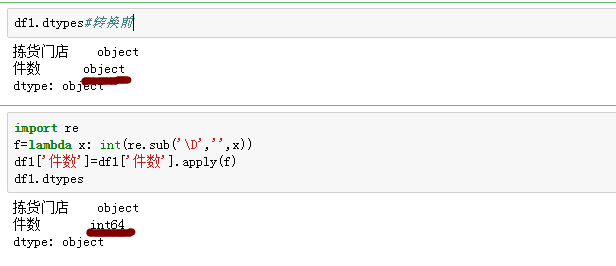 df1.dtypes#转换前
拣货门店    object
件数      object
dtype: object
import re
f=lambda x: int(re.sub('\D','',x))
df1['件数']=df1['件数'].apply(f)
df1.dtypes
拣货门店    object
件数       int64
dtype: object